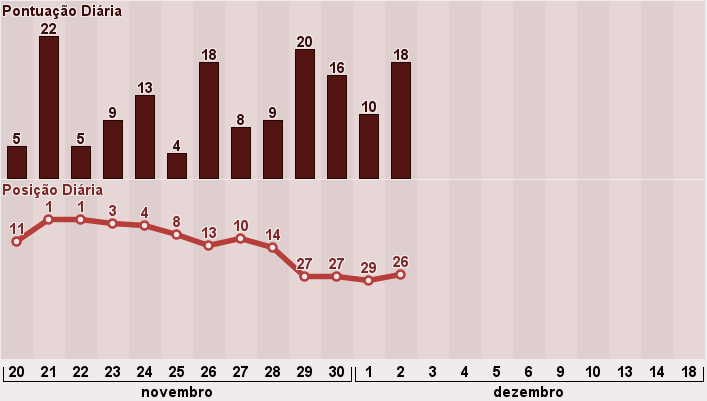 Pontuação Diária
5 22 5 9 13 4 18 8 9 20 16 10 18
Posição Diária
11 1 1 3 4 8 13 10 14 27 27 29 26
20 21 22 23 24 25 26 27 28 29 30 1 2 3 4 5 6 9 10 13 14 18
novembro dezembro